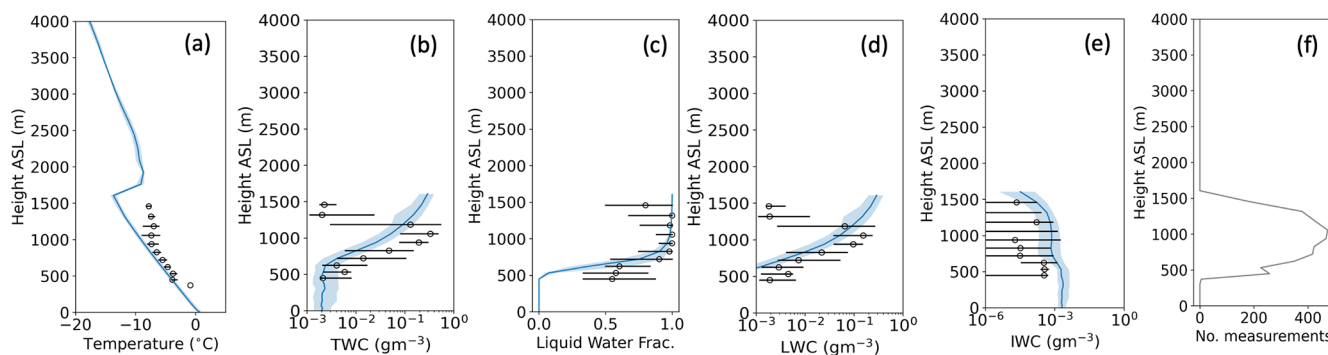 (a)
4000
3500
3000
2500
2000
1500
1000
500
0
Height ASL (m)
−20 −10 0
Temperature (°C)
(b)
4000
3500
3000
2500
2000
1500
1000
500
0
Height ASL (m)
10⁻³ 10⁻² 10⁻¹ 10⁰
TWC (gm⁻³)
(c)
4000
3500
3000
2500
2000
1500
1000
500
0
Height ASL (m)
0.0 0.5 1.0
Liquid Water Frac.
(d)
4000
3500
3000
2500
2000
1500
1000
500
0
Height ASL (m)
10⁻³ 10⁻² 10⁻¹ 10⁰
LWC (gm⁻³)
(e)
4000
3500
3000
2500
2000
1500
1000
500
0
Height ASL (m)
10⁻⁶ 10⁻³ 10⁰
IWC (gm⁻³)
(f)
4000
3500
3000
2500
2000
1500
1000
500
0
Height ASL (m)
0 200 400
No. measurements